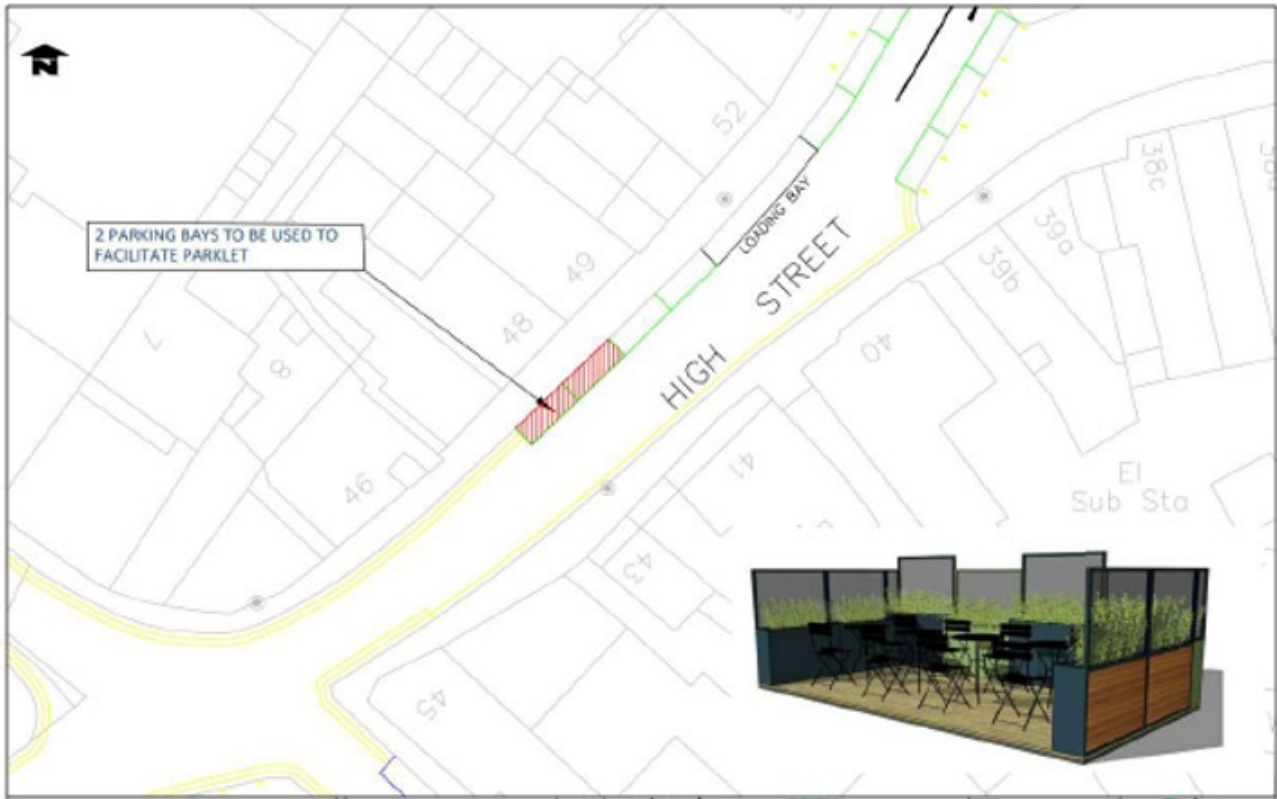 N
52
2 PARKING BAYS TO BE USED TO
FACILITATE PARKLET
LOADING BAY
HIGH STREET
49
48
7
8
46
38c
39a
39b
40
41
43
45
El
Sub Sta